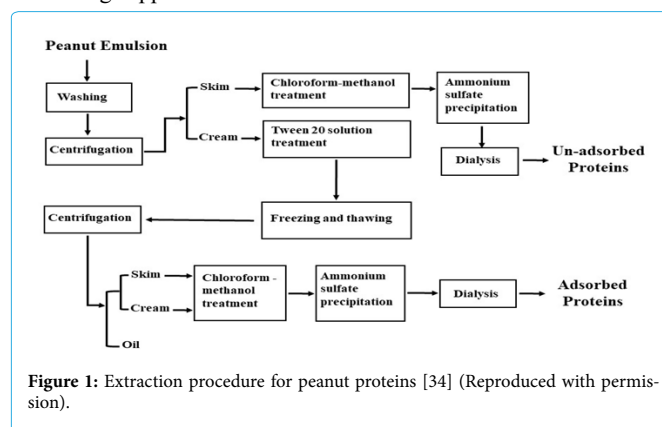 Peanut Emulsion
Washing
Centrifugation
Skim
Cream
Chloroform-methanol
treatment
Ammonium
sulfate
precipitation
Tween 20 solution
treatment
Dialysis
Un-adsorbed
Proteins
Centrifugation
Freezing and thawing
Skim
Cream
Oil
Chloroform -
methanol
treatment
Ammonium
sulfate
precipitation
Dialysis
Adsorbed
Proteins
Figure 1: Extraction procedure for peanut proteins [34] (Reproduced with permis-
sion).